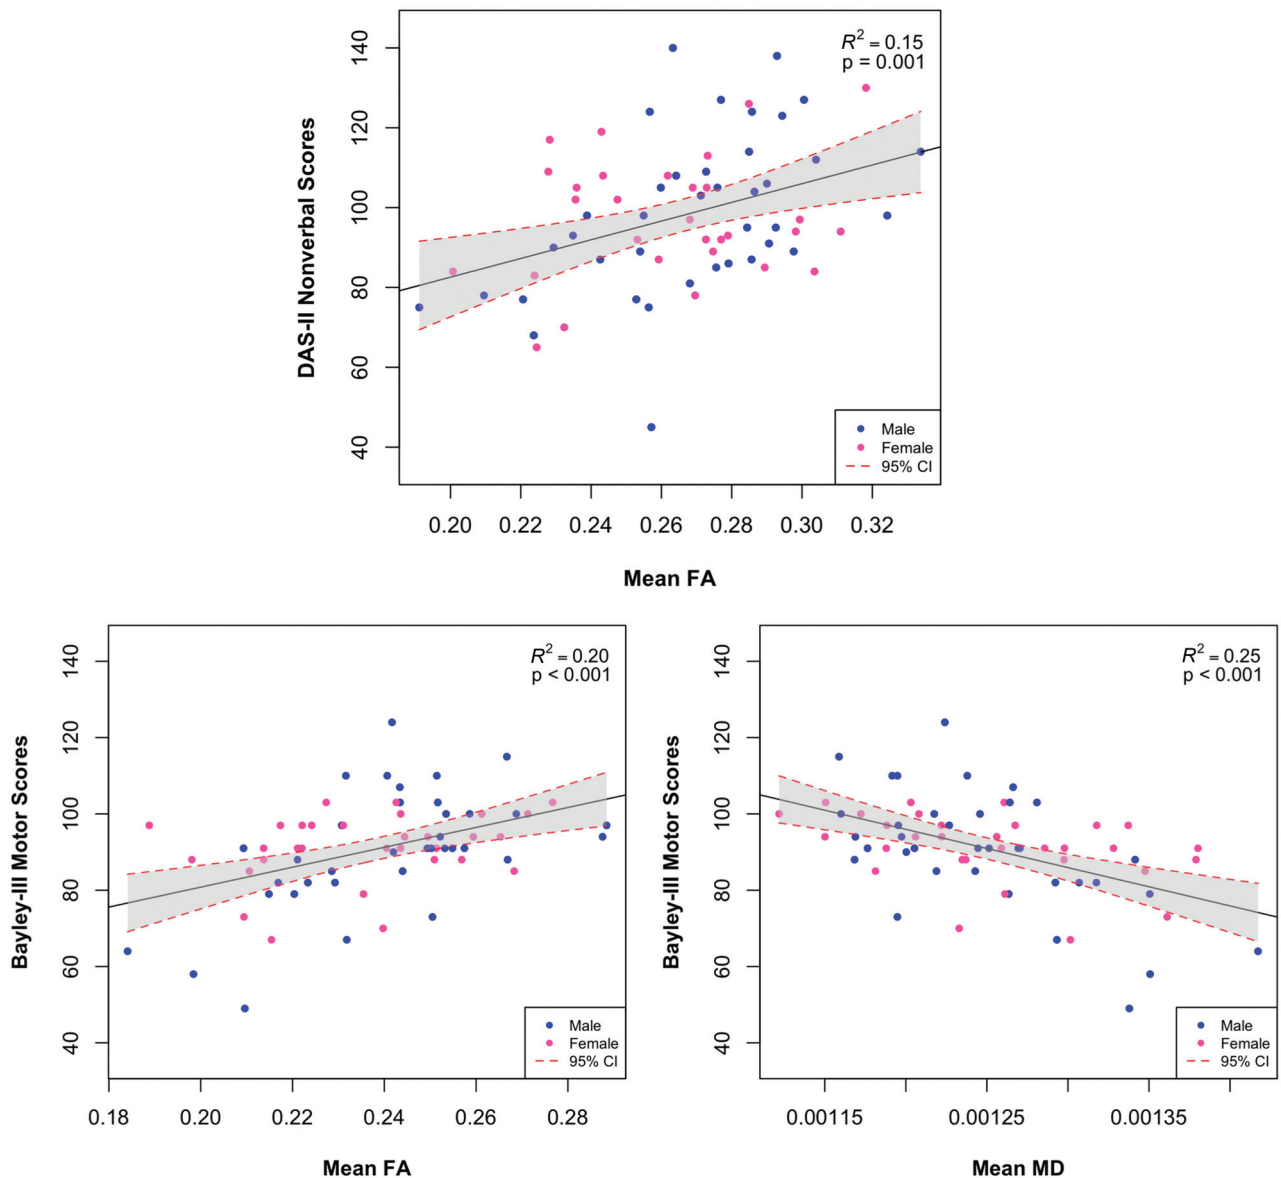 DAS-II Nonverbal Scores
140
120
100
80
60
40
R² = 0.15
p = 0.001
Male
Female
95% CI
0.20 0.22 0.24 0.26 0.28 0.30 0.32
Mean FA
Bayley-III Motor Scores
140
120
100
80
60
40
R² = 0.20
p < 0.001
Male
Female
95% CI
0.18 0.20 0.22 0.24 0.26 0.28
Mean FA
Bayley-III Motor Scores
140
120
100
80
60
40
R² = 0.25
p < 0.001
Male
Female
95% CI
0.00115 0.00125 0.00135
Mean MD